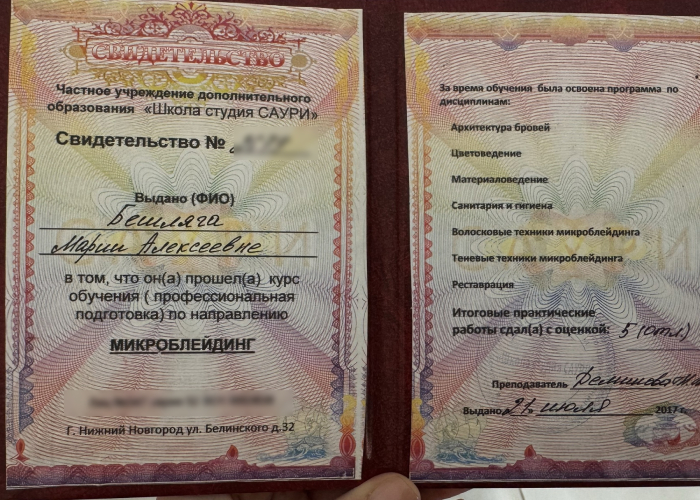 СВИДЕТЕЛЬСТВО
Частное учреждение дополнительного
образования «Школа студия САУРИ»
Свидетельство №
Выдано (ФИО)
Бешляга
Марии Алексеевне
в том, что он(а) прошел(а) курс
обучения ( профессиональная
подготовка) по направлению
МИКРОБЛЕЙДИНГ
Г. Нижний Новгород ул. Белинского д.32
За время обучения была освоена программа по
дисциплинам:
Архитектура бровей
Цветоведение
Материаловедение
Санитария и гигиена
Волосковые техники микроблейдинга
Теневые техники микроблейдинга
Реставрация
Итоговые практические
работы сдал(а) с оценкой: 5 (отл)
Преподаватель
Выдано 21 июля 2017 г.